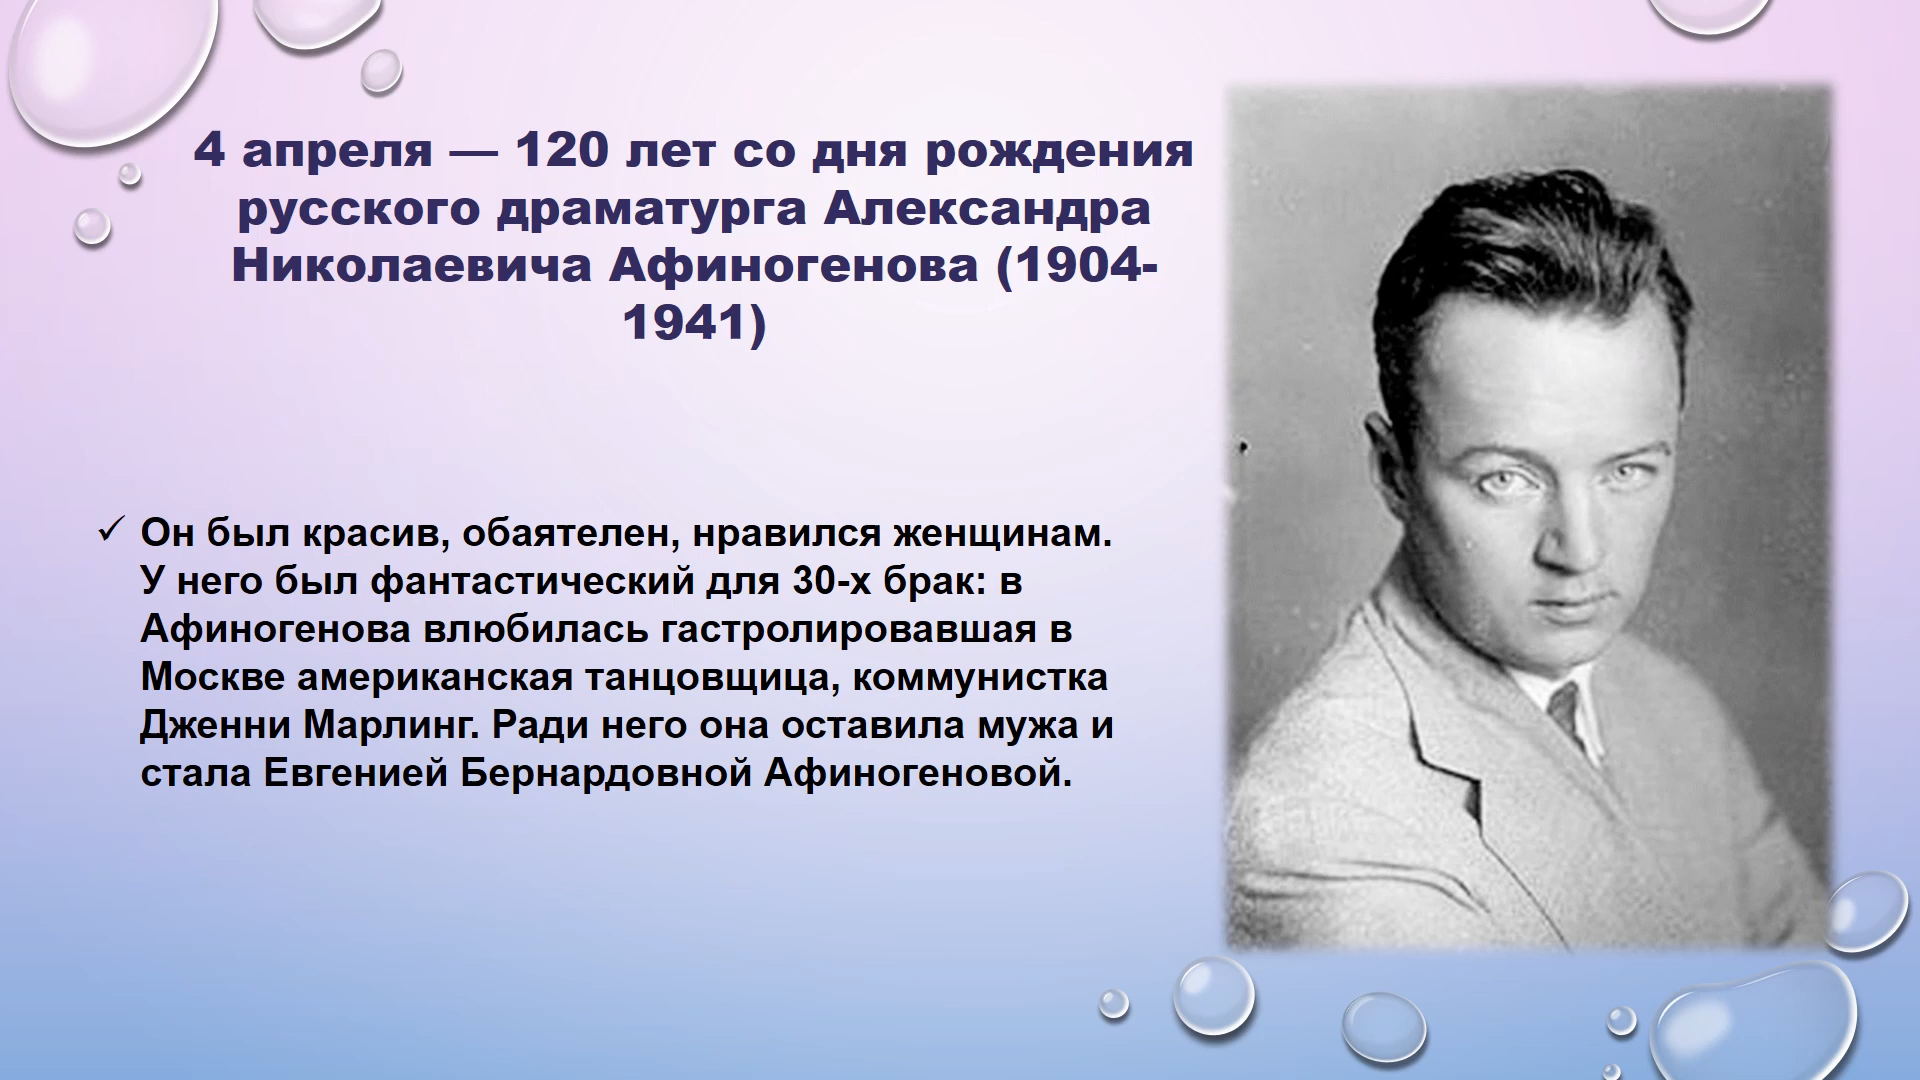 4 апреля — 120 лет со дня рождения
русского драматурга Александра
Николаевича Афиногенова (1904-
1941)
✓ Он был красив, обаятелен, нравился женщинам.
У него был фантастический для 30-х брак: в
Афиногенова влюбилась гастролировавшая в
Москве американская танцовщица, коммунистка
Дженни Марлинг. Ради него она оставила мужа и
стала Евгенией Бернардовной Афиногеновой.